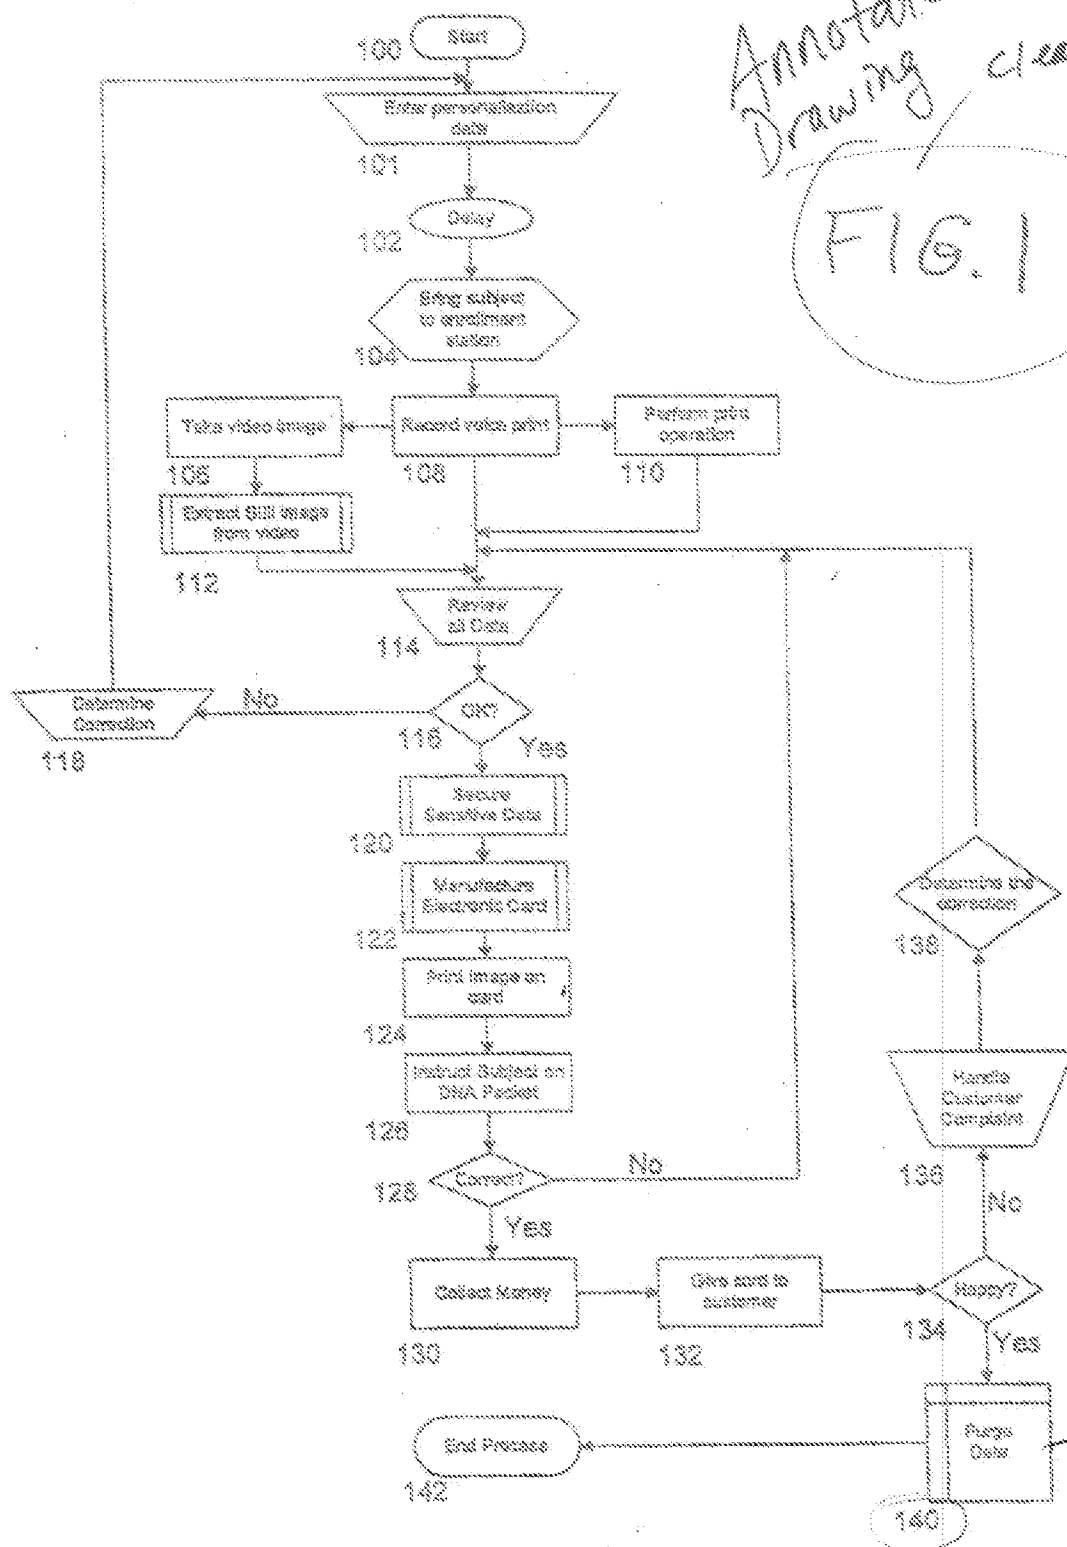 Annotat
Drawing
clea
FIG. 1
Start
100
Enter personalization
data
101
Delay
102
Bring subject
to enrollment
station
104
Take video image
Record voice print
Perform print
operation
106
108
110
Extract Still Image
from video
112
Review
all Data
114
No
OK?
116
Yes
Determine
Correction
118
Secure
Sensitive Data
120
Manufacture
Electronic Card
122
Print image on
card
124
Instruct Subject on
DNA Packet
126
Correct?
128
No
Yes
Determine the
correction
138
Handle
Customer
Complaint
136
No
Collect Money
130
Give card to
customer
132
Happy?
134
Yes
Purge
Data
140
End Process
142